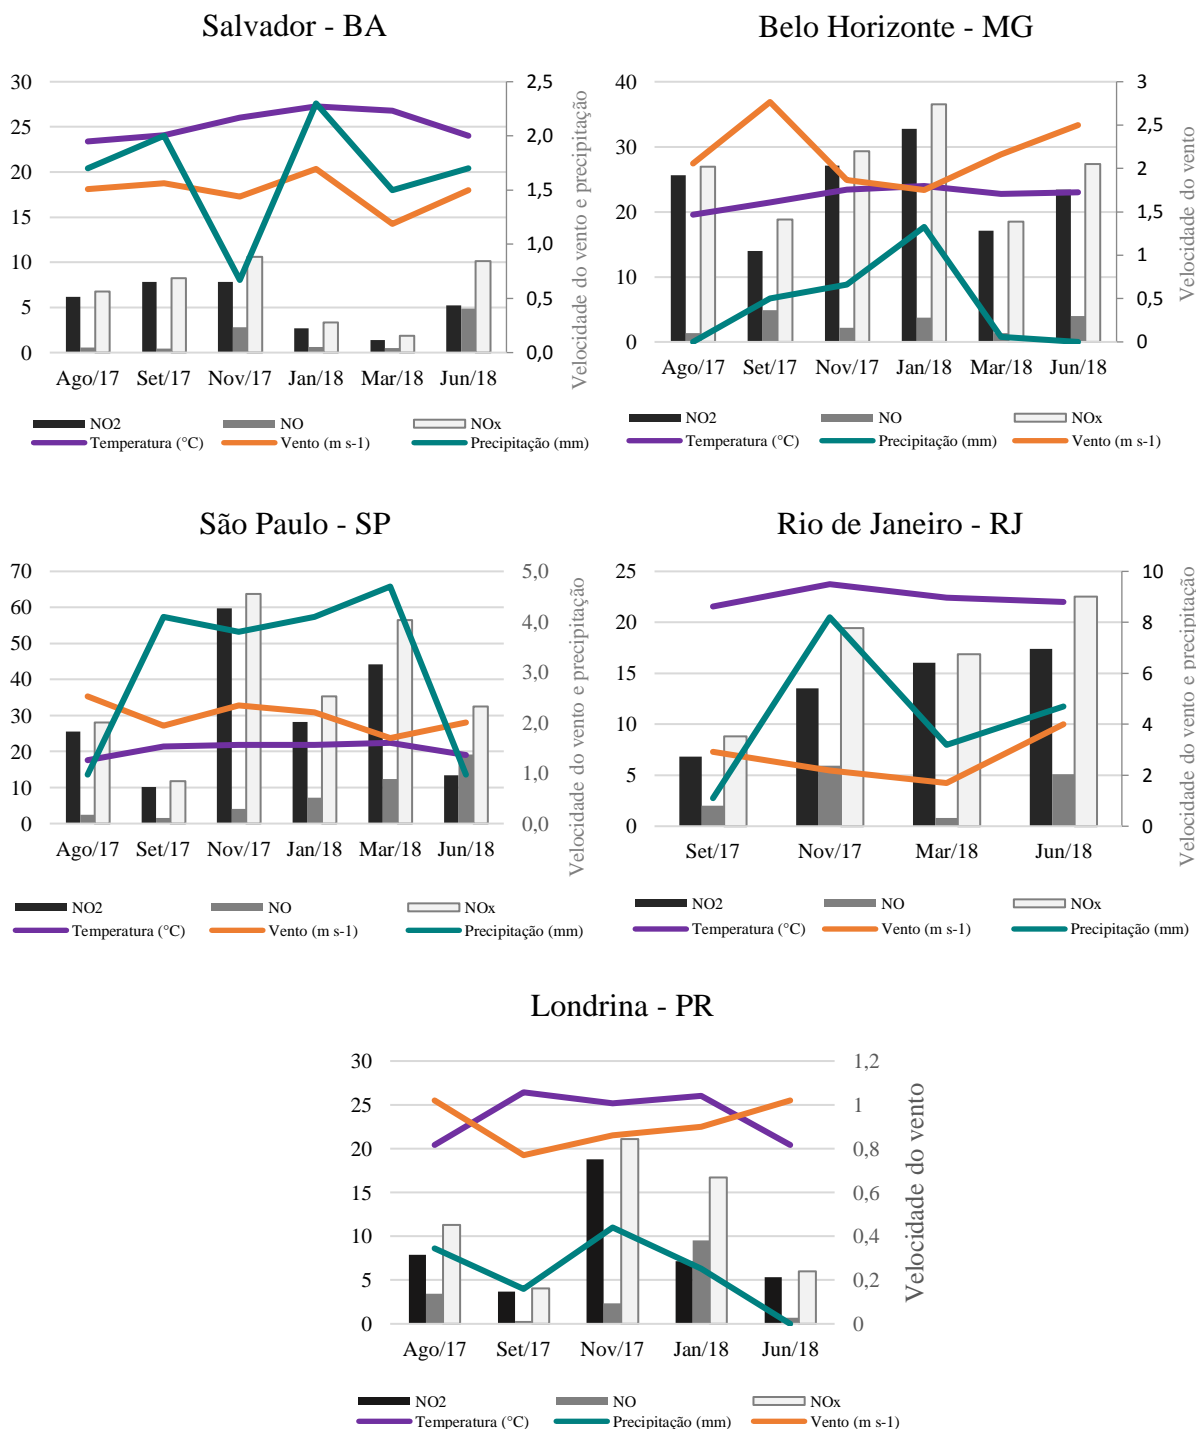 Salvador - BA
30
25
20
15
10
5
0
2,5
2,0
1,5
1,0
0,5
0,0
Velocidade do vento e precipitação
Ago/17 Set/17 Nov/17 Jan/18 Mar/18 Jun/18
NO2 NO NOx
Temperatura (°C) Vento (m s-1) Precipitação (mm)
Belo Horizonte - MG
40
30
20
10
0
3
2,5
2
1,5
1
0,5
0
Velocidade do vento
Ago/17 Set/17 Nov/17 Jan/18 Mar/18 Jun/18
NO2 NO NOx
Temperatura (°C) Precipitação (mm) Vento (m s-1)
São Paulo - SP
70
60
50
40
30
20
10
0
5,0
4,0
3,0
2,0
1,0
0,0
Velocidade do vento e precipitação
Ago/17 Set/17 Nov/17 Jan/18 Mar/18 Jun/18
NO2 NO NOx
Temperatura (°C) Vento (m s-1) Precipitação (mm)
Rio de Janeiro - RJ
25
20
15
10
5
0
10
8
6
4
2
0
Velocidade do vento e precipitação
Set/17 Nov/17 Mar/18 Jun/18
NO2 NO NOx
Temperatura (°C) Vento (m s-1) Precipitação (mm)
Londrina - PR
30
25
20
15
10
5
0
1,2
1
0,8
0,6
0,4
0,2
0
Velocidade do vento
Ago/17 Set/17 Nov/17 Jan/18 Jun/18
NO2 NO NOx
Temperatura (°C) Precipitação (mm) Vento (m s-1)